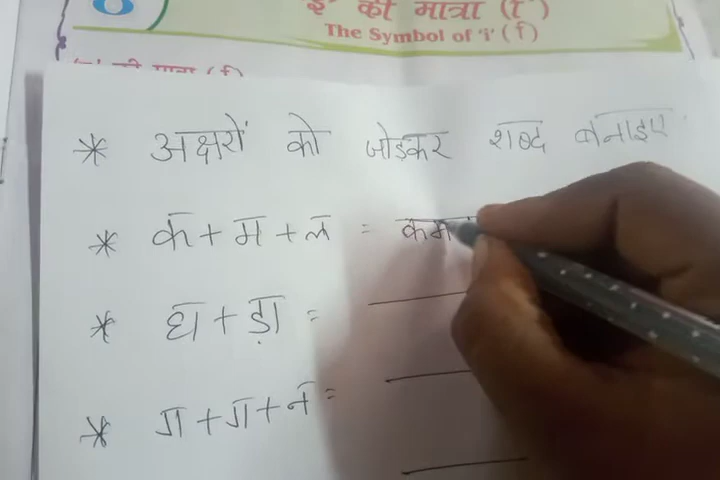 'इ' की मात्रा ( ि )
The Symbol of 'i' ( ि )
* अक्षरों को जोड़कर शब्द बनाइए
* क + म + ल = कम
* घ + ड़ा =
* ग + ग + न =